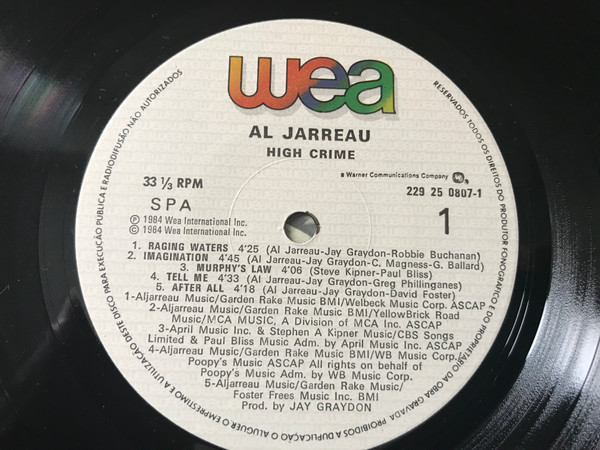 wea
AL JARREAU
HIGH CRIME
a Warner Communications Company
33 ⅓ RPM
229 25 0807-1
SPA
1
Ⓟ 1984 Wea International Inc.
© 1984 Wea International Inc.
1. RAGING WATERS 4'25 (Al Jarreau-Jay Graydon-Robbie Buchanan)
2. IMAGINATION 4'45 (Al Jarreau-Jay Graydon-C. Magness-G. Ballard)
3. MURPHY'S LAW 4'06 (Steve Kipner-Paul Bliss)
4. TELL ME 4'33 (Al Jarreau-Jay Graydon-Greg Phillinganes)
5. AFTER ALL 4'18 (Al Jarreau-Jay Graydon-David Foster)
1-Aljarreau Music/Garden Rake Music BMI/Welbeck Music Corp. ASCAP
2-Aljarreau Music/Garden Rake Music BMI/YellowBrick Road
Music/MCA MUSIC, A Division of MCA Inc. ASCAP
3-April Music Inc. & Stephen A Kipner Music/CBS Songs
Limited & Paul Bliss Music Adm. by April Music Inc. ASCAP
4-Aljarreau Music/Garden Rake Music BMI/WB Music Corp.
Poopy's Music ASCAP All rights on behalf of
Poopy's Music Adm. by WB Music Corp.
5-Aljarreau Music/Garden Rake Music/
Foster Frees Music Inc. BMI
Prod. by JAY GRAYDON
RESERVADOS TODOS OS DIREITOS DO PRODUTOR FONOGRÁFICO E DO PROPRIETÁRIO DA OBRA GRAVADA. PROIBIDOS A DUPLICAÇÃO O ALUGUER O EMPRÉSTIMO E A UTILIZAÇÃO DESTE DISCO PARA EXECUÇÃO PÚBLICA E RADIODIFUSÃO NÃO AUTORIZADOS